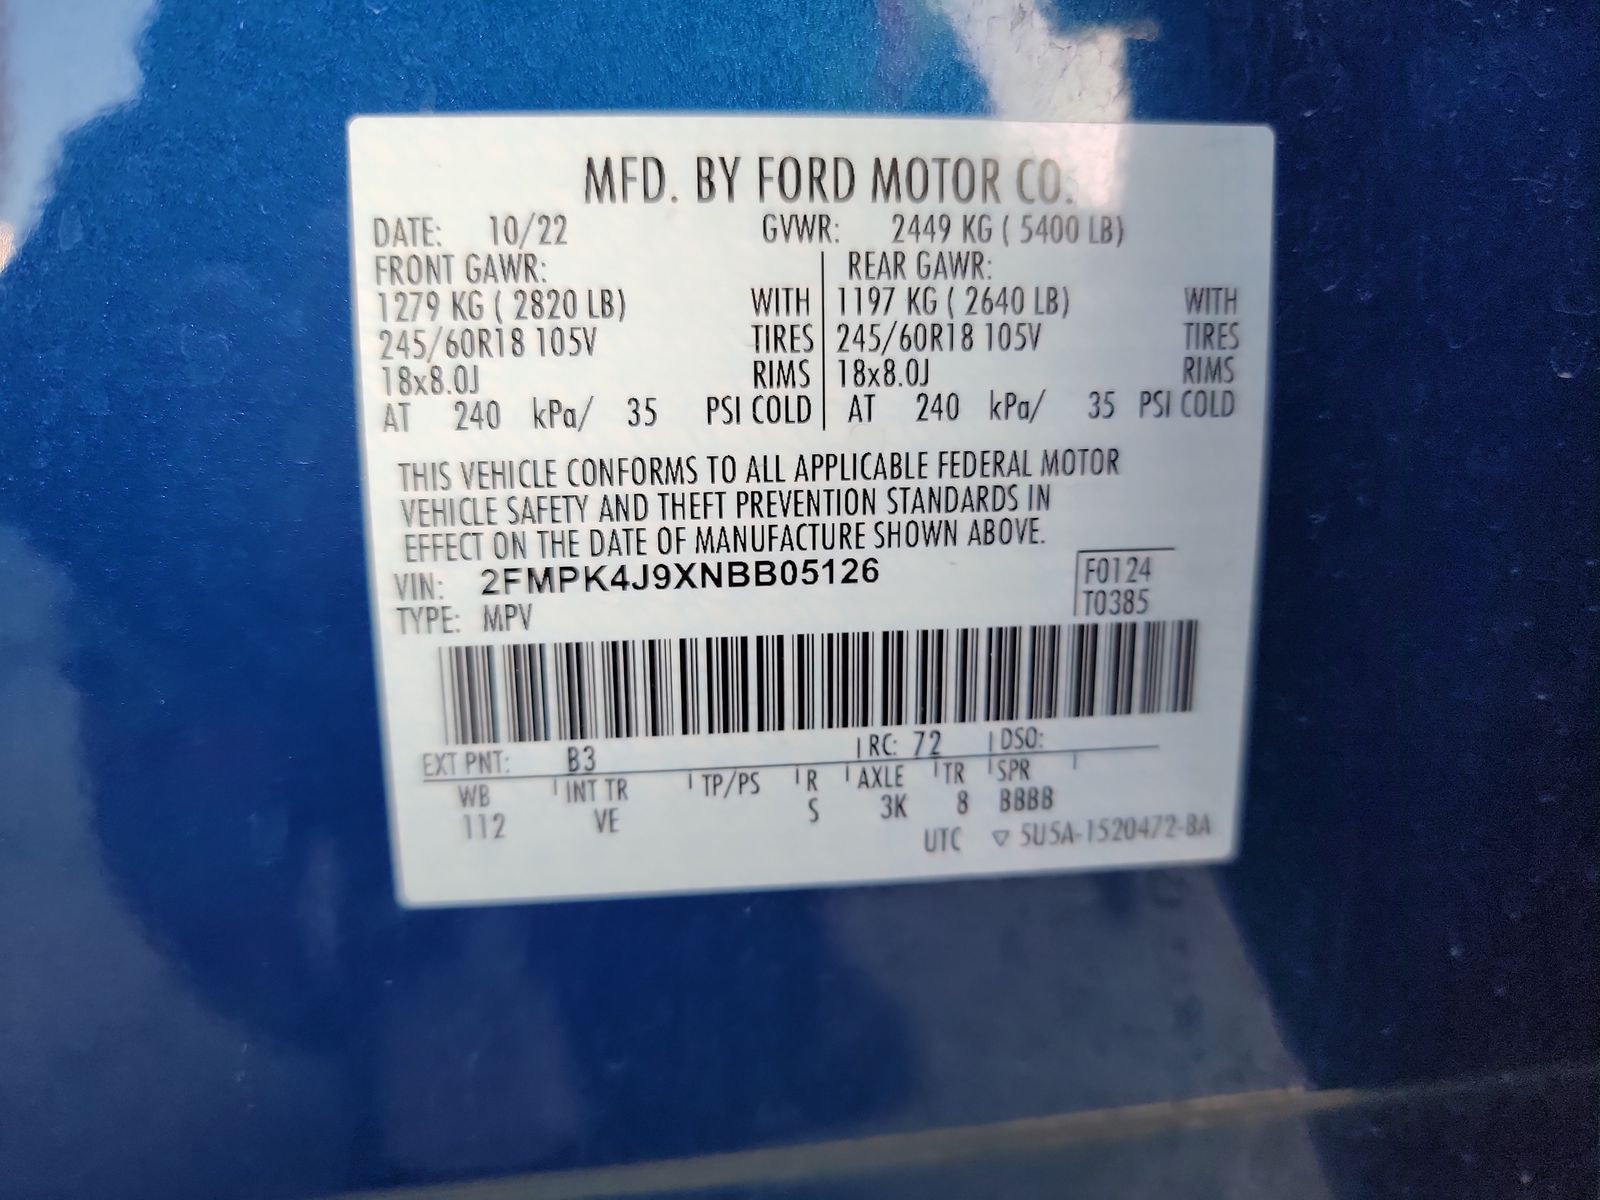 MFD. BY FORD MOTOR CO.
DATE: 10/22 GVWR: 2449 KG ( 5400 LB)
FRONT GAWR: REAR GAWR:
1279 KG ( 2820 LB) WITH 1197 KG ( 2640 LB) WITH
245/60R18 105V TIRES 245/60R18 105V TIRES
18x8.0J RIMS 18x8.0J RIMS
AT 240 kPa/ 35 PSI COLD AT 240 kPa/ 35 PSI COLD
THIS VEHICLE CONFORMS TO ALL APPLICABLE FEDERAL MOTOR
VEHICLE SAFETY AND THEFT PREVENTION STANDARDS IN
EFFECT ON THE DATE OF MANUFACTURE SHOWN ABOVE.
VIN: 2FMPK4J9XNBB05126 F0124
TYPE: MPV T0385
EXT PNT: B3 RC: 72 DSO:
WB INT TR TP/PS R AXLE TR SPR
112 VE S 3K 8 BBBB
UTC ▽ 5U5A-1520472-BA